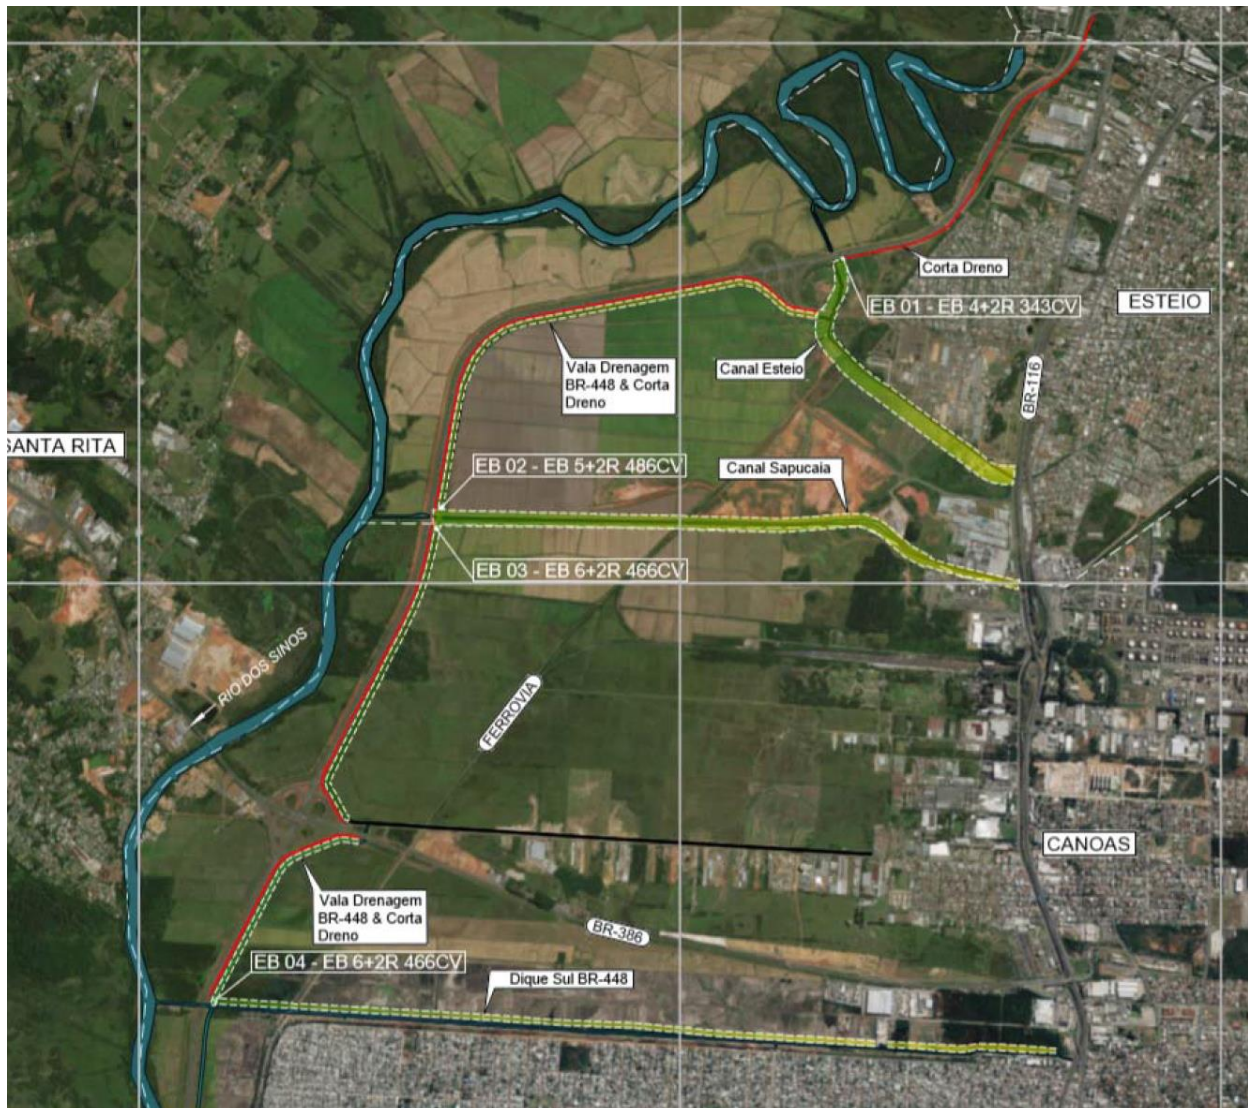 Corta Dreno
EB 01 - EB 4+2R 343CV
ESTEIO
Vala Drenagem
BR-448 & Corta
Dreno
Canal Esteio
BR-116
SANTA RITA
EB 02 - EB 5+2R 486CV
Canal Sapucaia
EB 03 - EB 6+2R 466CV
RIO DOS SINOS
FERROVIA
CANOAS
Vala Drenagem
BR-448 & Corta
Dreno
BR-386
EB 04 - EB 6+2R 466CV
Dique Sul BR-448